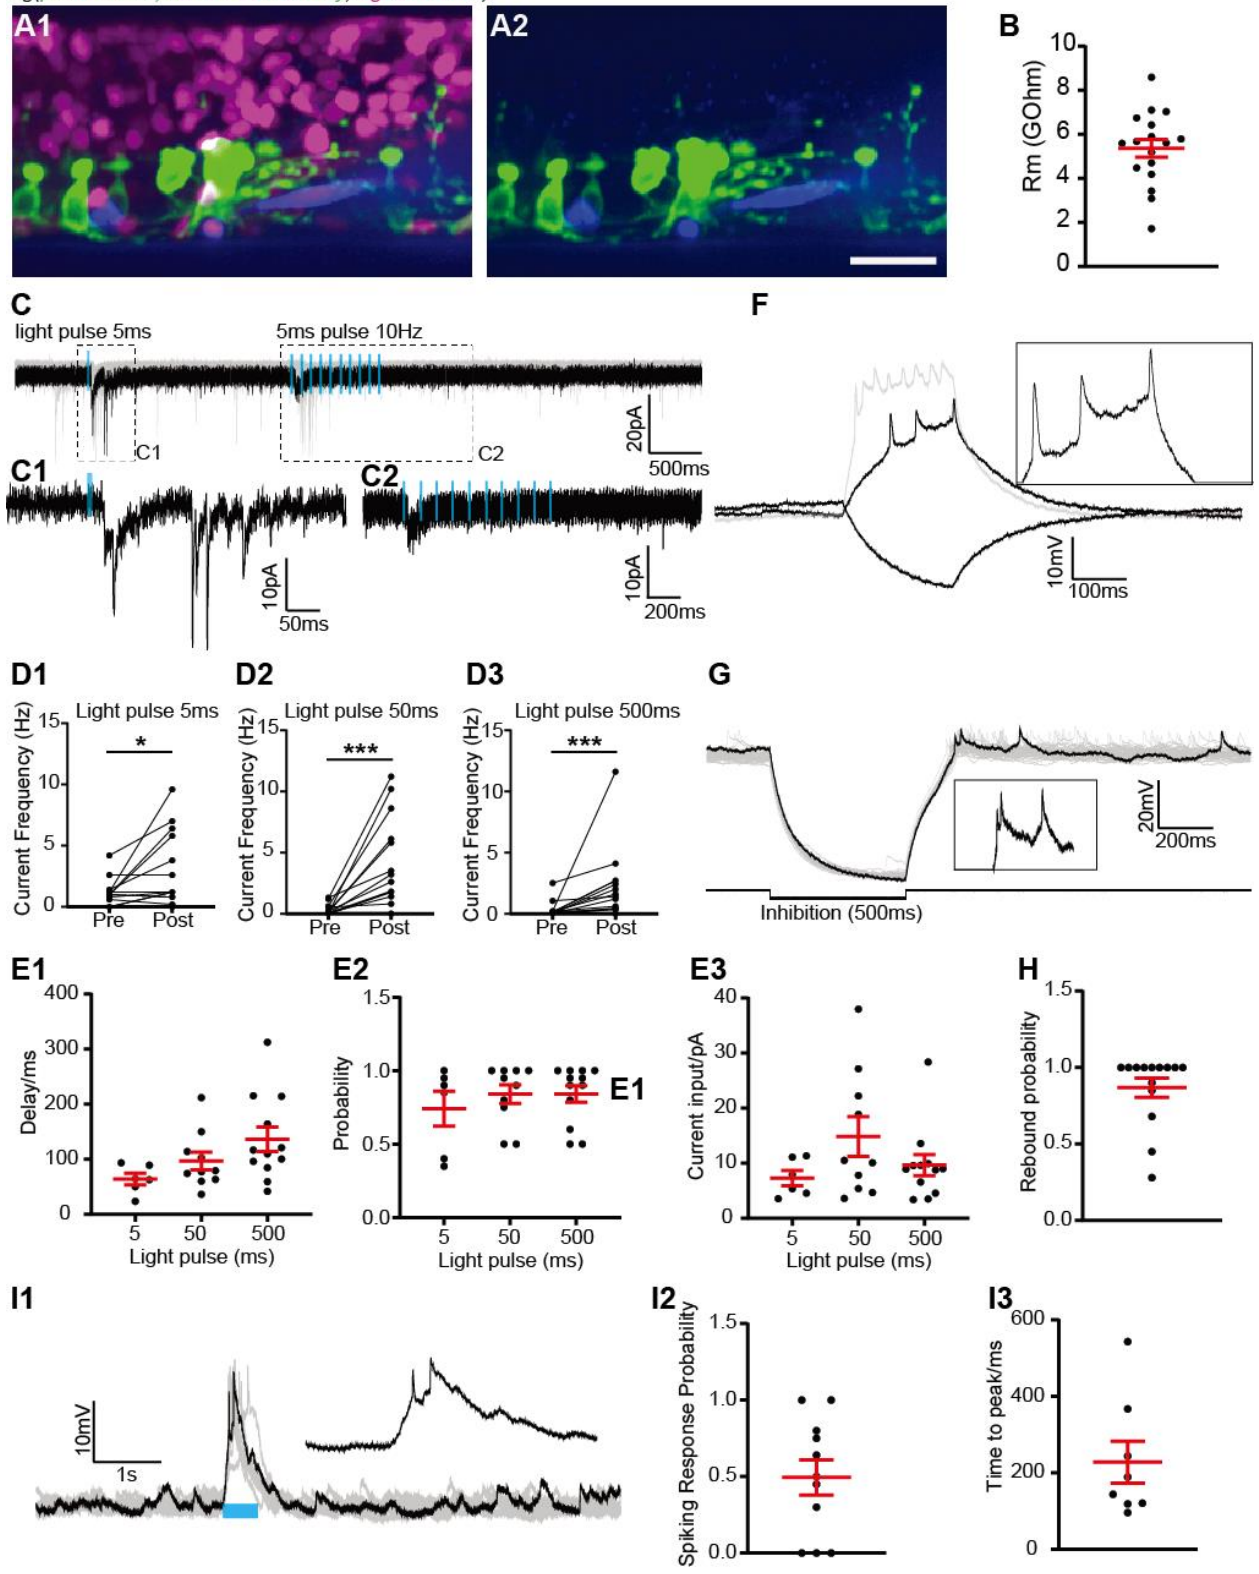 A1
A2
B
10
8
6
4
2
0
Rm (GOhm)
C
light pulse 5ms
5ms pulse 10Hz
C1
C2
20pA
500ms
C1
10pA
50ms
C2
10pA
200ms
F
10mV
100ms
D1
Light pulse 5ms
Current Frequency (Hz)
15
10
5
0
*
Pre
Post
D2
Light pulse 50ms
Current Frequency (Hz)
15
10
5
0
***
Pre
Post
D3
Light pulse 500ms
Current Frequency (Hz)
15
10
5
0
***
Pre
Post
G
20mV
200ms
Inhibition (500ms)
E1
Delay/ms
400
300
200
100
0
5 50 500
Light pulse (ms)
E2
Probability
1.5
1.0
0.5
0.0
5 50 500
Light pulse (ms)
E1
E3
Current input/pA
40
30
20
10
0
5 50 500
Light pulse (ms)
H
Rebound probability
1.5
1.0
0.5
0.0
I1
10mV
1s
I2
Spiking Response Probability
1.5
1.0
0.5
0.0
I3
Time to peak/ms
600
400
200
0